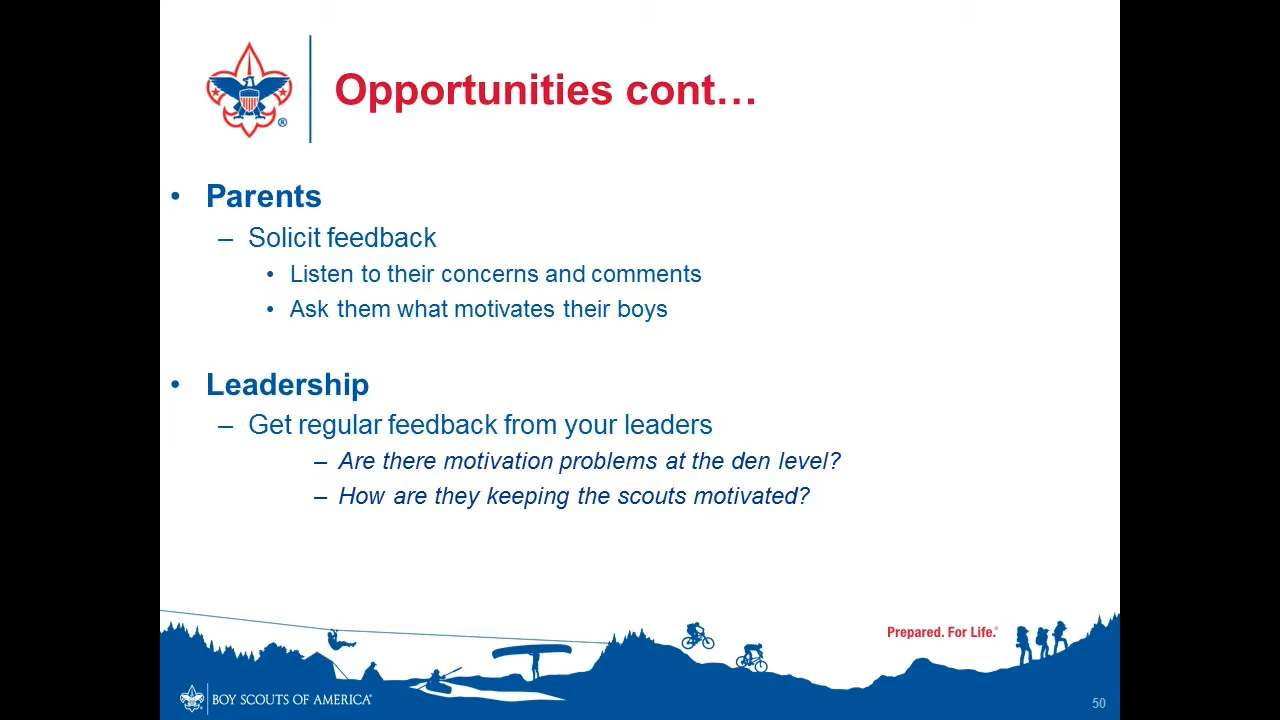 Opportunities cont…
• Parents
– Solicit feedback
• Listen to their concerns and comments
• Ask them what motivates their boys
• Leadership
– Get regular feedback from your leaders
– Are there motivation problems at the den level?
– How are they keeping the scouts motivated?
Prepared. For Life.®
BOY SCOUTS OF AMERICA®
50